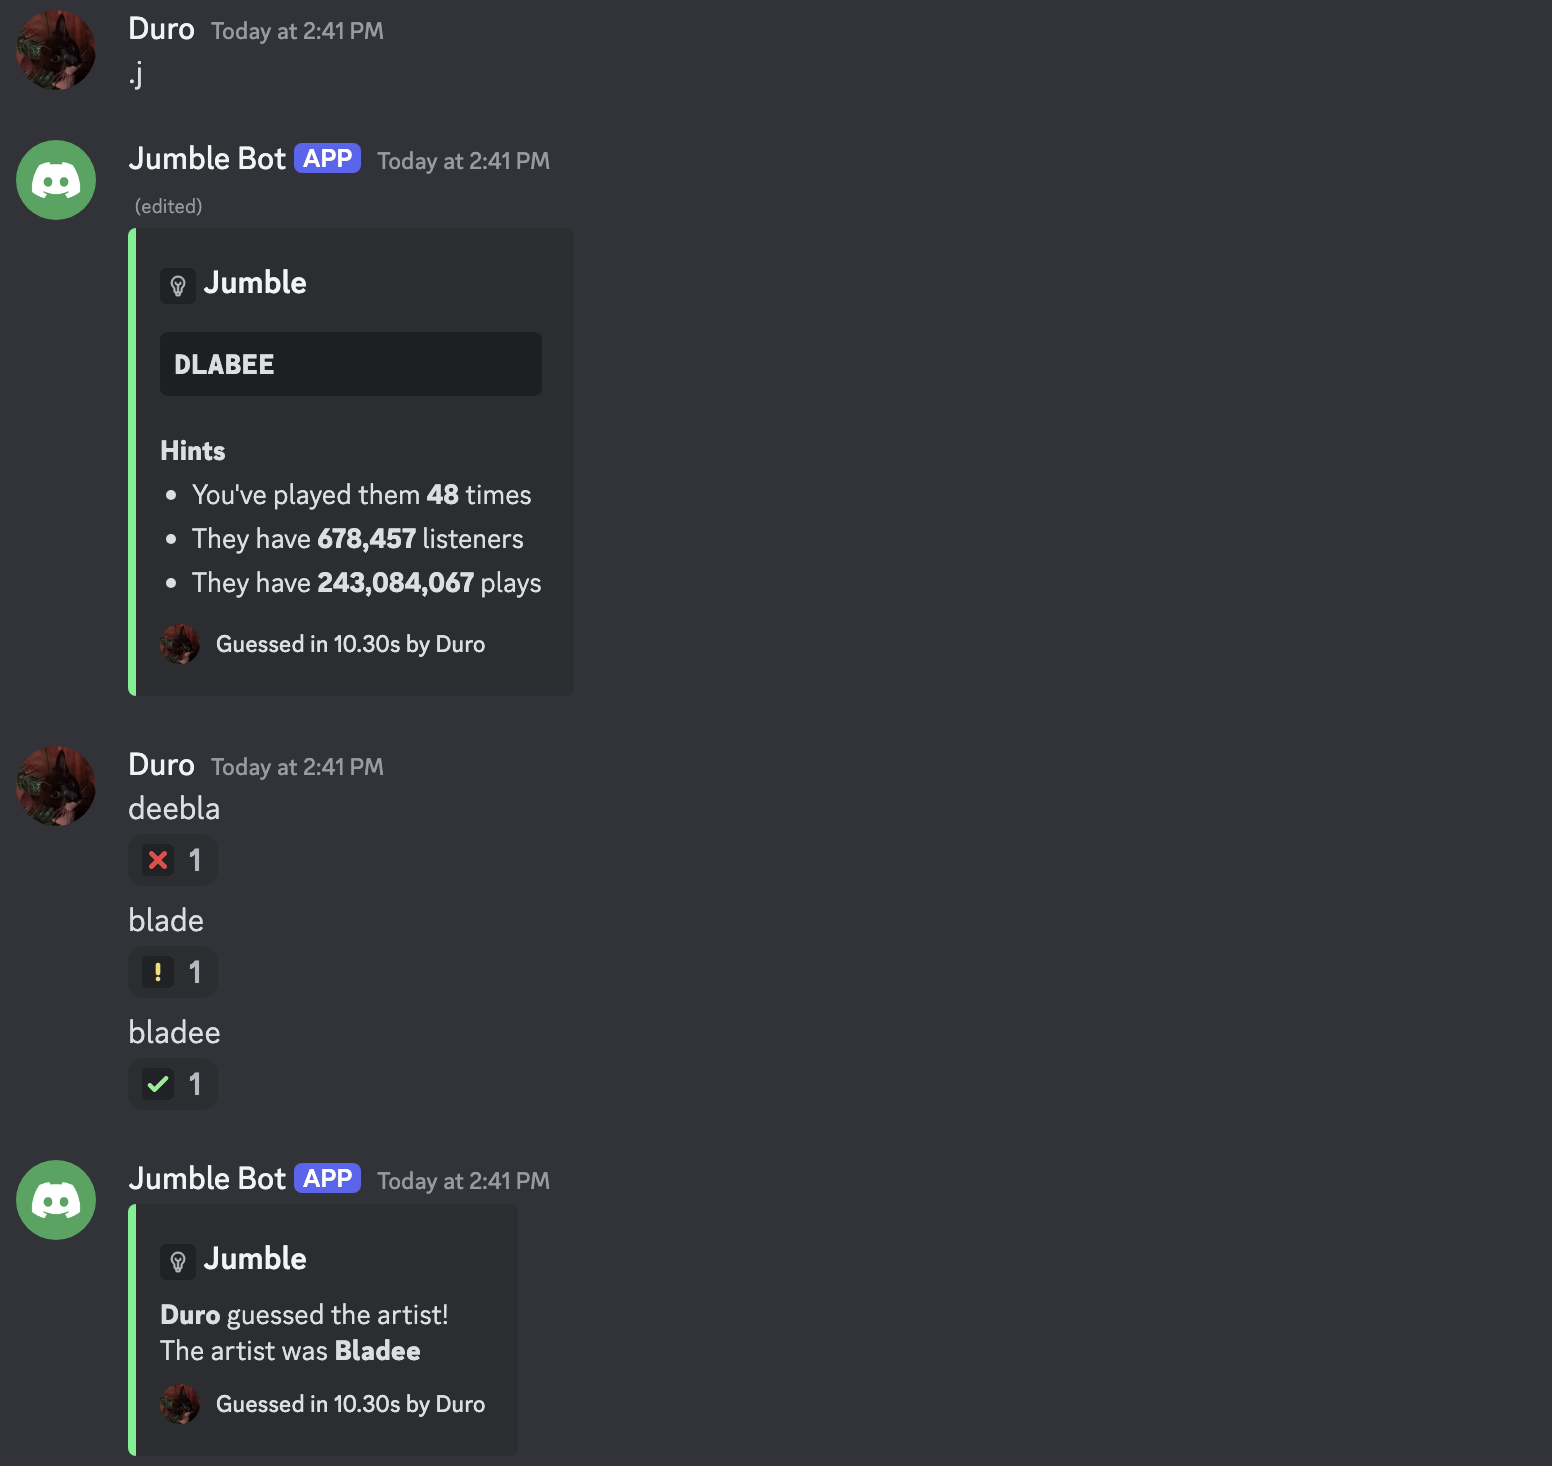 Duro Today at 2:41 PM
.j
Jumble Bot APP Today at 2:41 PM
(edited)
Jumble
DLABEE
Hints
• You've played them 48 times
• They have 678,457 listeners
• They have 243,084,067 plays
Guessed in 10.30s by Duro
Duro Today at 2:41 PM
deebla
1
blade
1
bladee
1
Jumble Bot APP Today at 2:41 PM
Jumble
Duro guessed the artist!
The artist was Bladee
Guessed in 10.30s by Duro